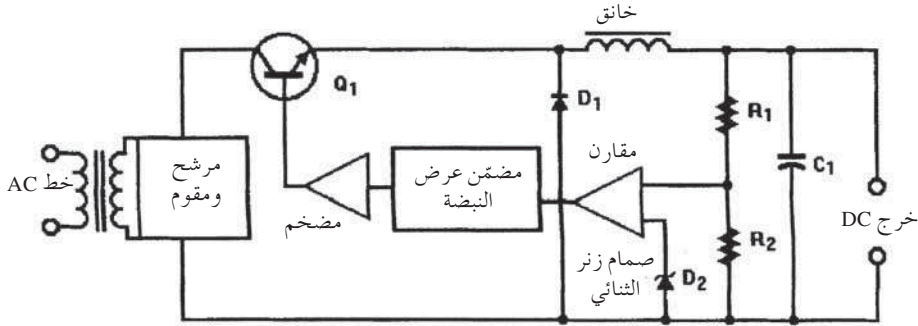 خانق
Q1
D1
R1
C1
مقارن
خط AC
مرشح
ومقوم
مضمّن عرض
النبضة
مضخم
خرج DC
R2
صمام زنر
الثنائي
D2